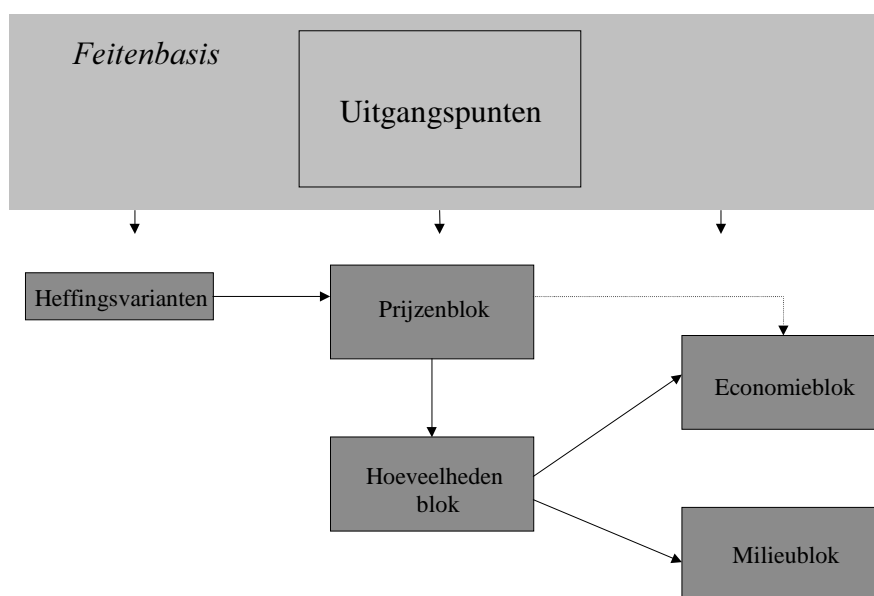 Feitenbasis
Uitgangspunten
Heffingsvarianten
Prijzenblok
Economieblok
Hoeveelheden
blok
Milieublok